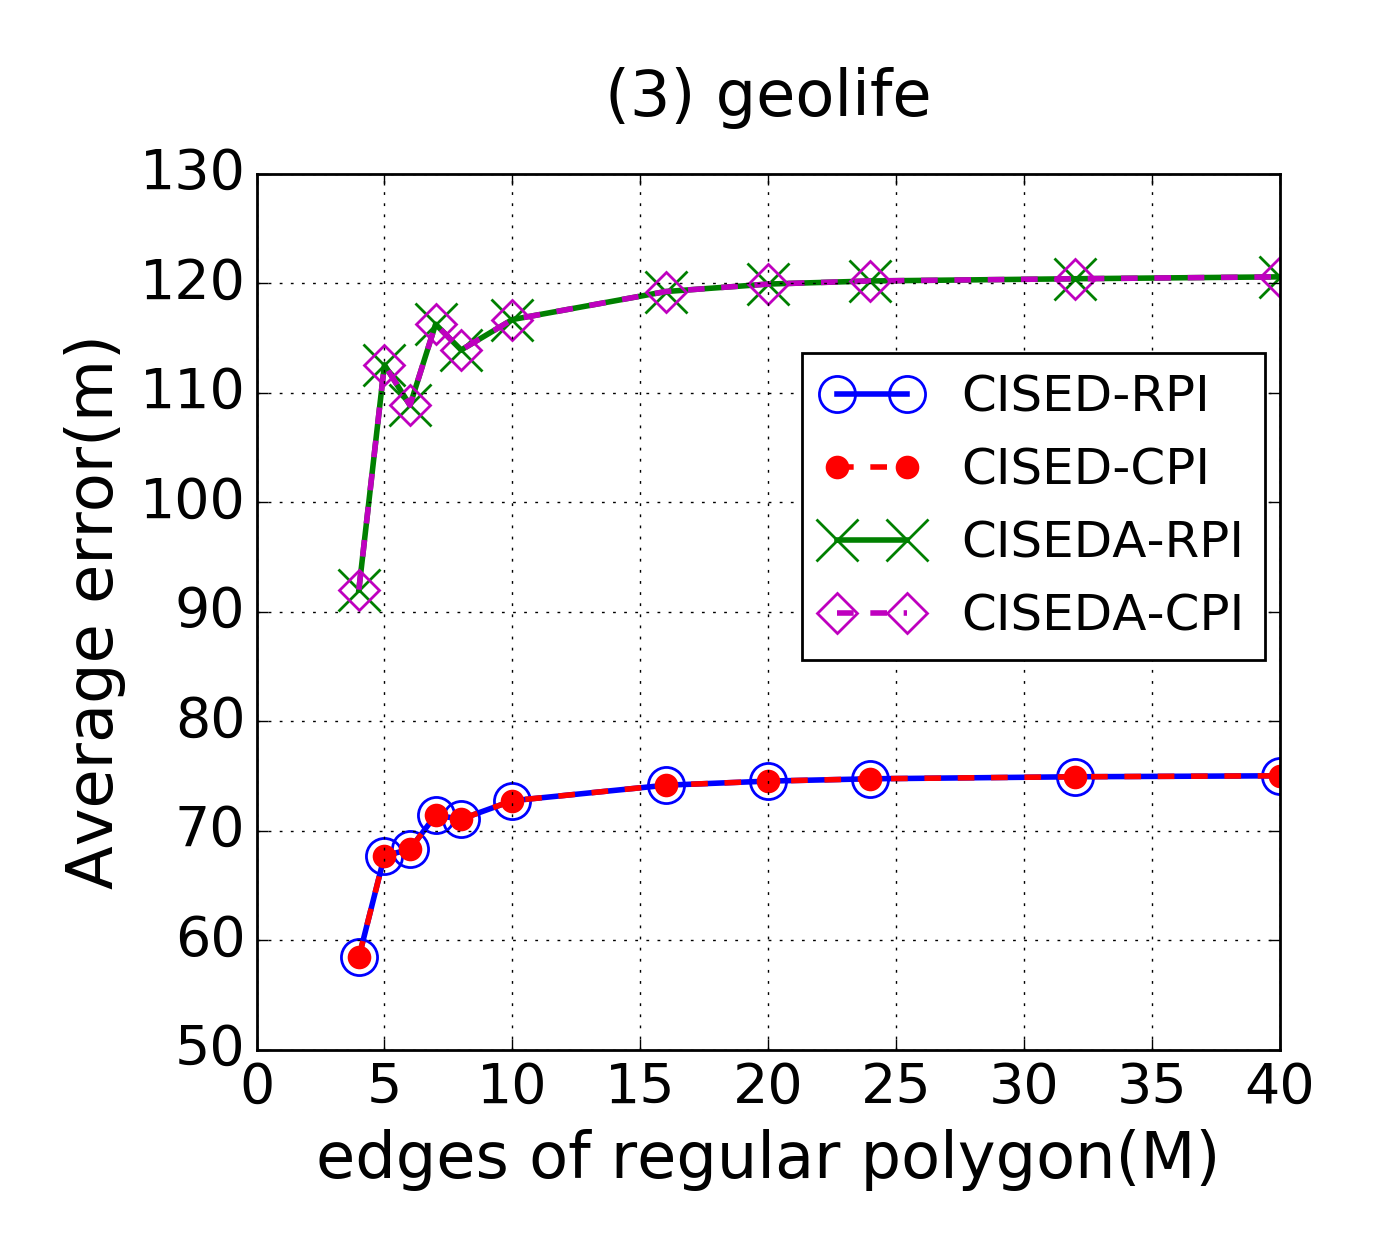 (3) geolife
130
120
110
100
90
80
70
60
50
0 5 10 15 20 25 30 35 40
Average error(m)
edges of regular polygon(M)
CISED-RPI
CISED-CPI
CISEDA-RPI
CISEDA-CPI